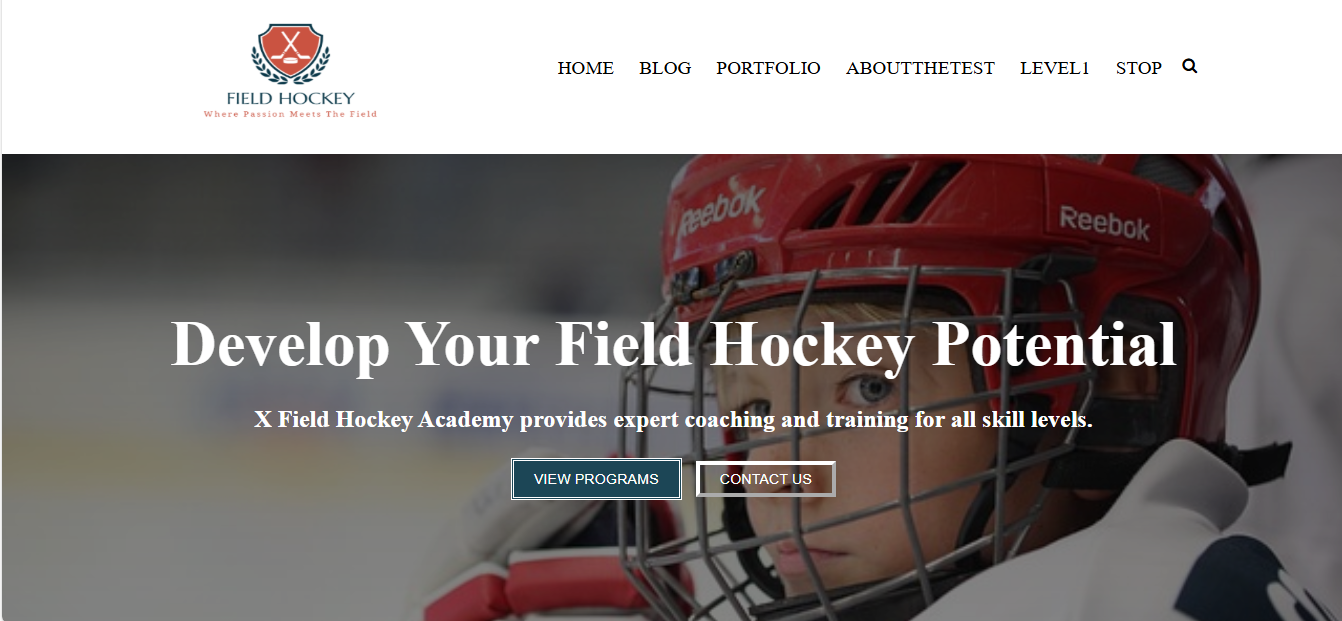 FIELD HOCKEY
Where Passion Meets The Field
HOME BLOG PORTFOLIO ABOUTTHETEST LEVEL1 STOP
Reebok
Reebok
Develop Your Field Hockey Potential
X Field Hockey Academy provides expert coaching and training for all skill levels.
VIEW PROGRAMS CONTACT US